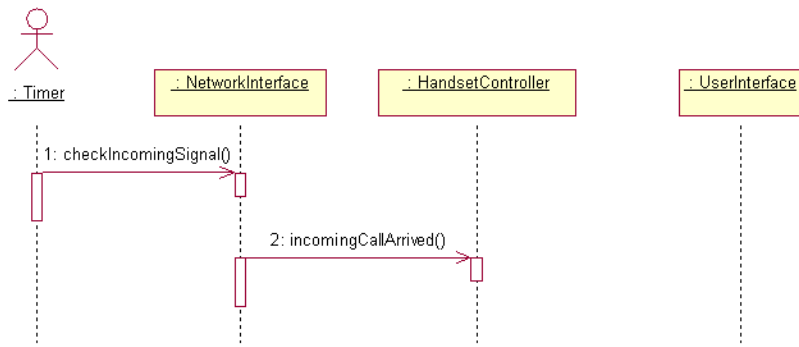 : Timer
: NetworkInterface
: HandsetController
: UserInterface
1: checkIncomingSignal()
2: incomingCallArrived()